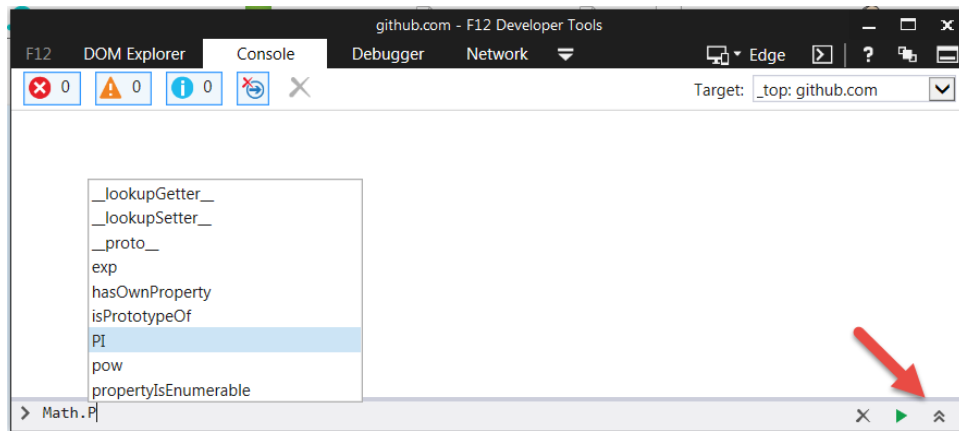 github.com - F12 Developer Tools
F12 DOM Explorer Console Debugger Network Edge ?
0 0 0 Target: _top: github.com
__lookupGetter__
__lookupSetter__
__proto__
exp
hasOwnProperty
isPrototypeOf
PI
pow
propertyIsEnumerable
Math.P